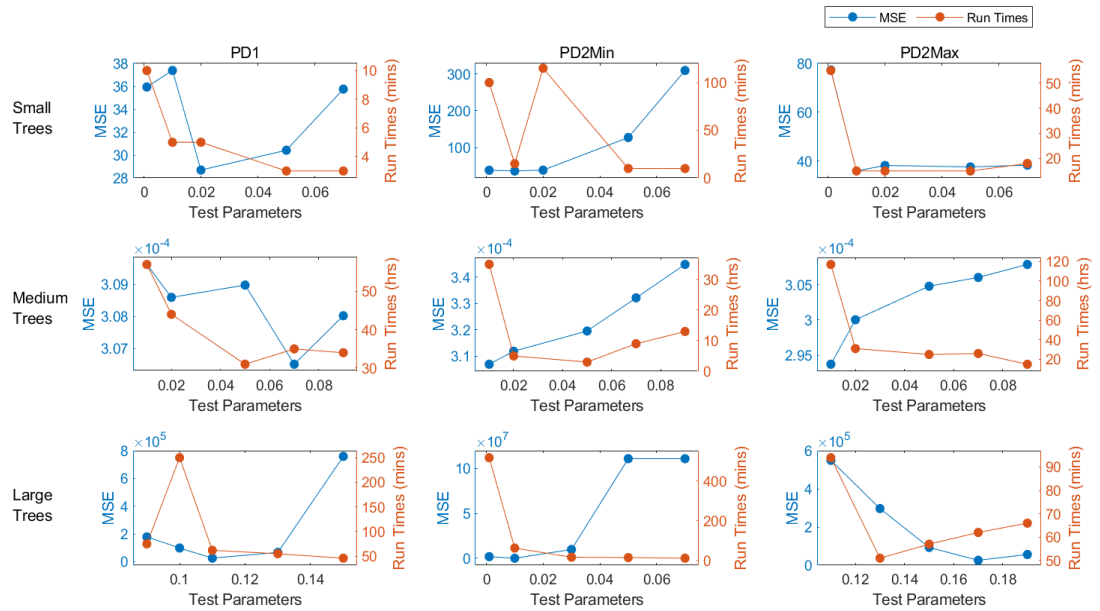 MSE Run Times
PD1 PD2Min PD2Max
Small
Trees
38 36 34 32 30 28
MSE
10 8 6 4
Run Times (mins)
0 0.02 0.04 0.06
Test Parameters
300 200 100
MSE
100 50 0
Run Times (mins)
0 0.02 0.04 0.06
Test Parameters
80 60 40
MSE
50 40 30 20
Run Times (mins)
0 0.02 0.04 0.06
Test Parameters
Medium
Trees
×10-4
3.09 3.08 3.07
MSE
50 40 30
Run Times (hrs)
0.02 0.04 0.06 0.08
Test Parameters
×10-4
3.4 3.3 3.2 3.1
MSE
30 20 10 0
Run Times (hrs)
0.02 0.04 0.06 0.08
Test Parameters
×10-4
3.05 3 2.95
MSE
120 100 80 60 40 20
Run Times (hrs)
0.02 0.04 0.06 0.08
Test Parameters
Large
Trees
×10^5
8 6 4 2 0
MSE
250 200 150 100 50
Run Times (mins)
0.1 0.12 0.14
Test Parameters
×10^7
10 5 0
MSE
400 200 0
Run Times (mins)
0 0.02 0.04 0.06
Test Parameters
×10^5
6 4 2 0
MSE
90 80 70 60 50
Run Times (mins)
0.12 0.14 0.16 0.18
Test Parameters